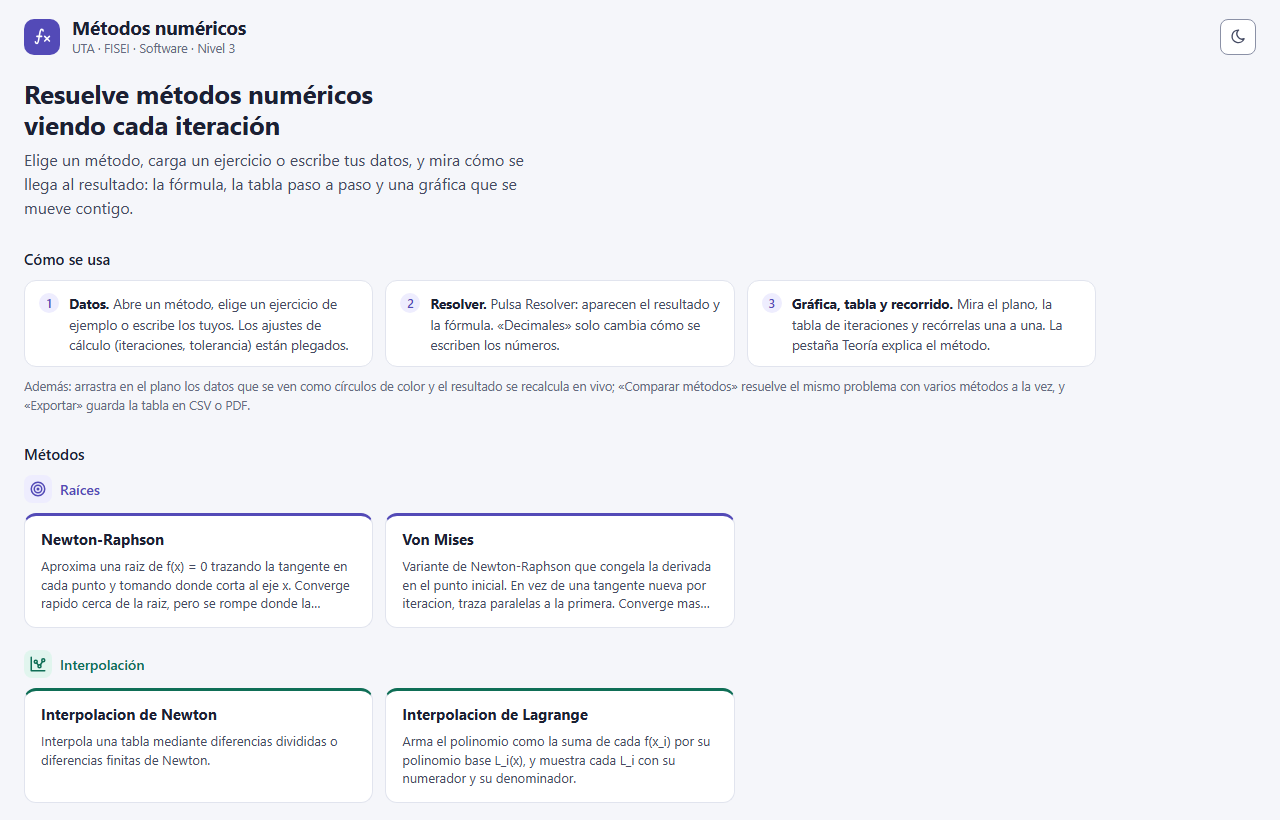 fx
Métodos numéricos
UTA · FISEI · Software · Nivel 3
Resuelve métodos numéricos
viendo cada iteración
Elige un método, carga un ejercicio o escribe tus datos, y mira cómo se
llega al resultado: la fórmula, la tabla paso a paso y una gráfica que se
mueve contigo.
Cómo se usa
1 Datos. Abre un método, elige un ejercicio de
ejemplo o escribe los tuyos. Los ajustes de
cálculo (iteraciones, tolerancia) están plegados.
2 Resolver. Pulsa Resolver: aparecen el resultado y
la fórmula. «Decimales» solo cambia cómo se
escriben los números.
3 Gráfica, tabla y recorrido. Mira el plano, la
tabla de iteraciones y recórrelas una a una. La
pestaña Teoría explica el método.
Además: arrastra en el plano los datos que se ven como círculos de color y el resultado se recalcula en vivo; «Comparar métodos» resuelve el mismo problema con varios métodos a la vez, y
«Exportar» guarda la tabla en CSV o PDF.
Métodos
Raíces
Newton-Raphson
Aproxima una raiz de f(x) = 0 trazando la tangente en
cada punto y tomando donde corta al eje x. Converge
rapido cerca de la raiz, pero se rompe donde la...
Von Mises
Variante de Newton-Raphson que congela la derivada
en el punto inicial. En vez de una tangente nueva por
iteracion, traza paralelas a la primera. Converge mas...
Interpolación
Interpolacion de Newton
Interpola una tabla mediante diferencias divididas o
diferencias finitas de Newton.
Interpolacion de Lagrange
Arma el polinomio como la suma de cada f(x_i) por su
polinomio base L_i(x), y muestra cada L_i con su
numerador y su denominador.